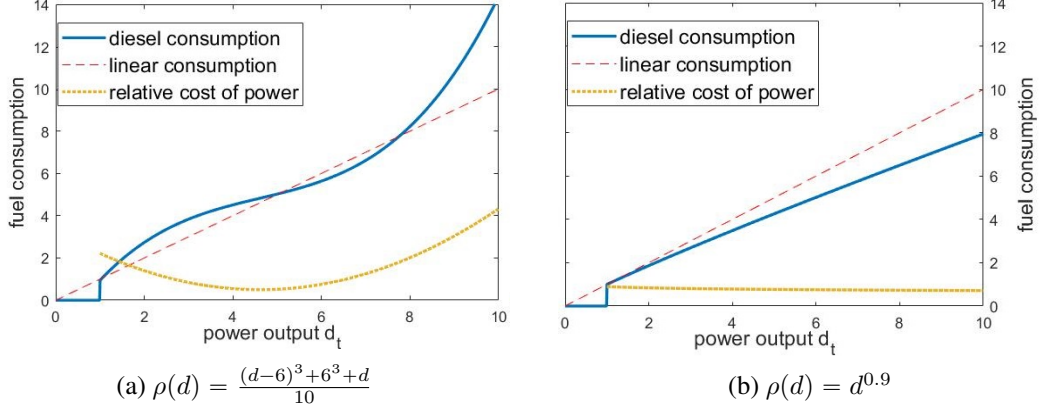 14
12
10
8
6
4
2
0
fuel consumption
diesel consumption
linear consumption
relative cost of power
0 2 4 6 8 10
power output d_t
(a) ρ(d) = \frac{(d−6)^3+6^3+d}{10}
14
12
10
8
6
4
2
0
fuel consumption
diesel consumption
linear consumption
relative cost of power
0 2 4 6 8 10
power output d_t
(b) ρ(d) = d^{0.9}